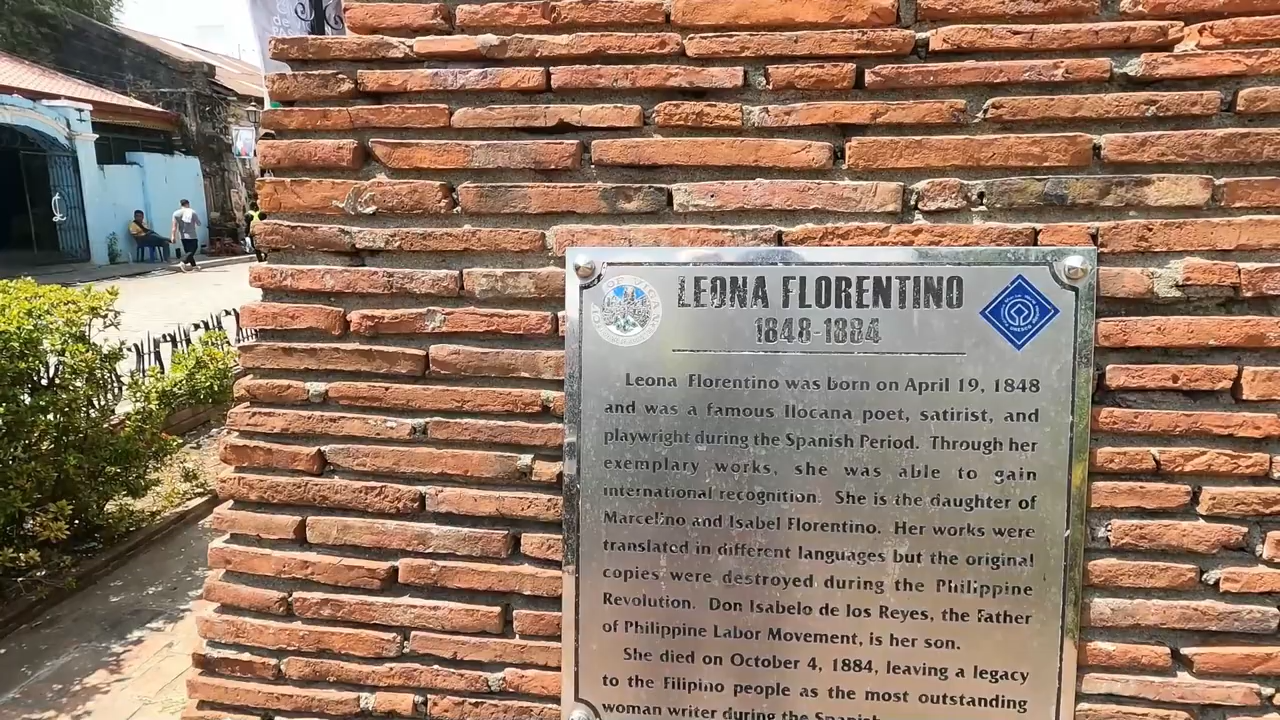 LEONA FLORENTINO
1848-1884
Leona Florentino was born on April 19, 1848
and was a famous Ilocana poet, satirist, and
playwright during the Spanish Period. Through her
exemplary works, she was able to gain
international recognition. She is the daughter of
Marcelino and Isabel Florentino. Her works were
translated in different languages but the original
copies were destroyed during the Philippine
Revolution. Don Isabelo de los Reyes, the Father
of Philippine Labor Movement, is her son.
She died on October 4, 1884, leaving a legacy
to the Filipino people as the most outstanding
woman writer during the Spanish
UNESCO